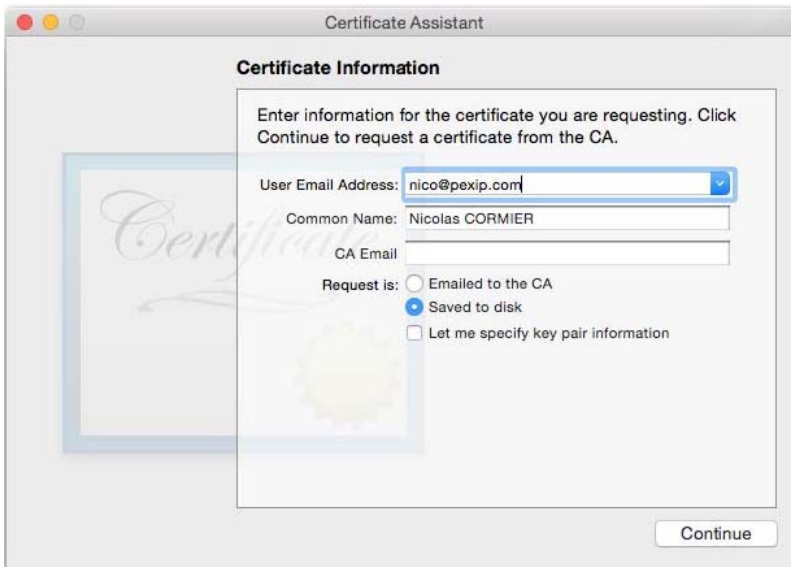 Certificate Assistant
Certificate Information
Enter information for the certificate you are requesting. Click
Continue to request a certificate from the CA.
User Email Address: nico@pexip.com
Common Name: Nicolas CORMIER
CA Email
Request is: Emailed to the CA
Saved to disk
Let me specify key pair information
Certificate
Continue